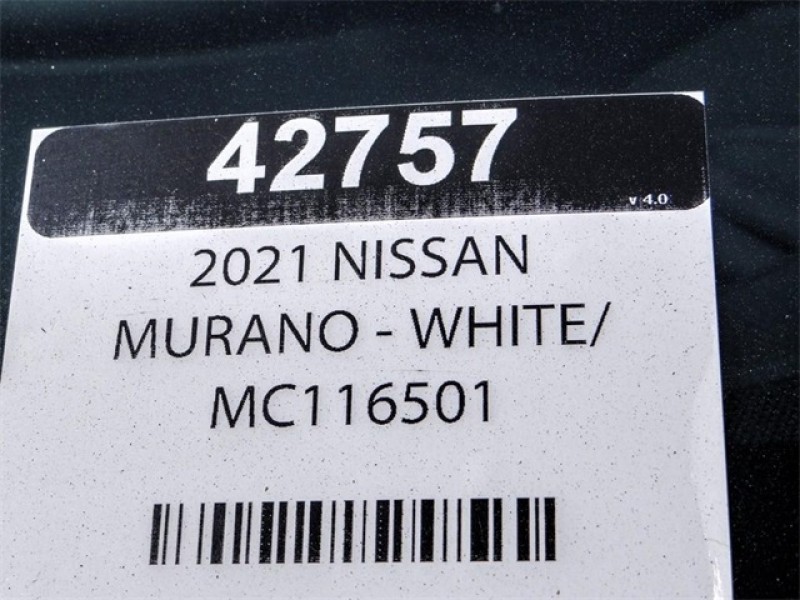 42757
v 4.0
2021 NISSAN
MURANO - WHITE/
MC116501